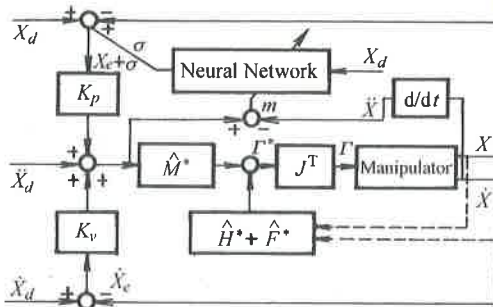 + −
+
X_d
σ
X_e+σ
Neural Network
X_d
K_p
m
+ −
Ẍ
d/dt
+
Ẍ_d
+ +
M̂*
Γ*
J^T
Γ
Manipulator
X
Ẋ
K_v
Ĥ* + F̂*
Ẋ_e
Ẋ_d
+ −